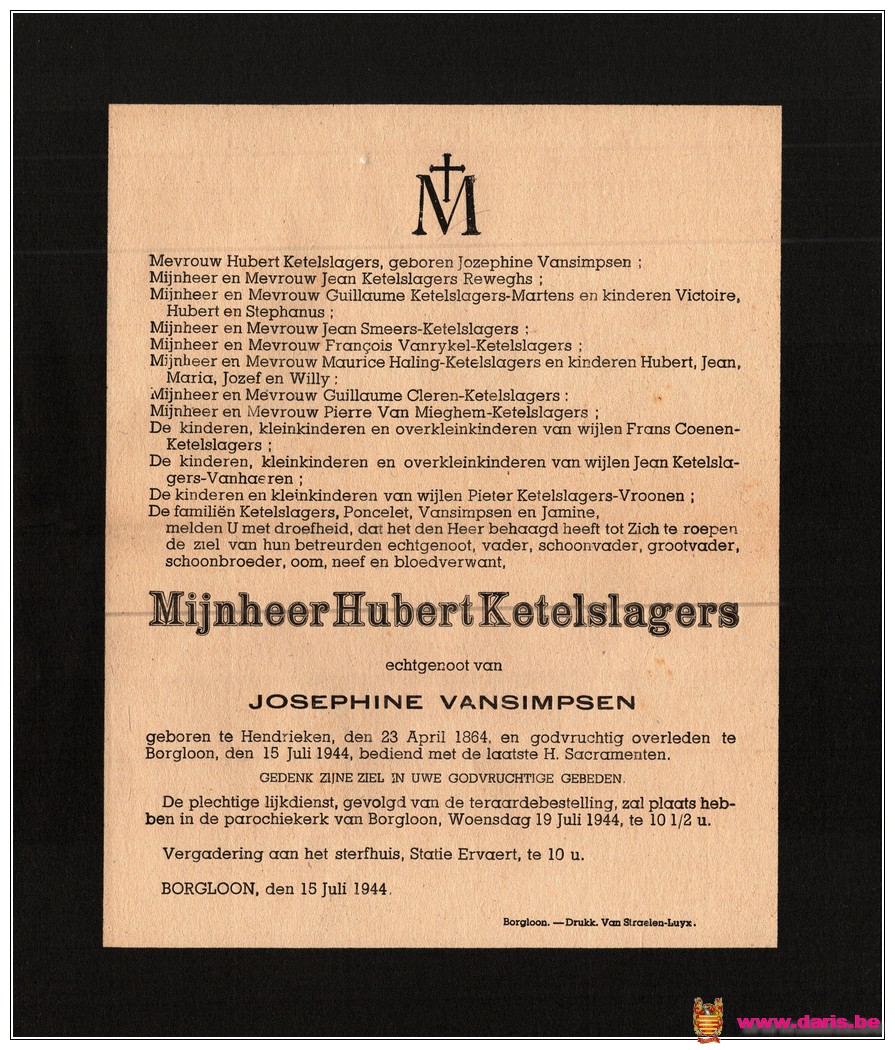 M
Mevrouw Hubert Ketelslagers, geboren Jozephine Vansimpsen ;
Mijnheer en Mevrouw Jean Ketelslagers Reweghs ;
Mijnheer en Mevrouw Guillaume Ketelslagers-Martens en kinderen Victoire,
Hubert en Stephanus ;
Mijnheer en Mevrouw Jean Smeers-Ketelslagers ;
Mijnheer en Mevrouw François Vanrykel-Ketelslagers ;
Mijnheer en Mevrouw Maurice Haling-Ketelslagers en kinderen Hubert, Jean,
Maria, Jozef en Willy :
Mijnheer en Mevrouw Guillaume Cleren-Ketelslagers :
Mijnheer en Mevrouw Pierre Van Mieghem-Ketelslagers ;
De kinderen, kleinkinderen en overkleinkinderen van wijlen Frans Coenen-
Ketelslagers ;
De kinderen, kleinkinderen en overkleinkinderen van wijlen Jean Ketelsla-
gers-Vanhaeren ;
De kinderen en kleinkinderen van wijlen Pieter Ketelslagers-Vroonen ;
De familiën Ketelslagers, Poncelet, Vansimpsen en Jamine,
melden U met droefheid, dat het den Heer behaagd heeft tot Zich te roepen
de ziel van hun betreurden echtgenoot, vader, schoonvader, grootvader,
schoonbroeder, oom, neef en bloedverwant,
Mijnheer Hubert Ketelslagers
echtgenoot van
JOSEPHINE VANSIMPSEN
geboren te Hendrieken, den 23 April 1864, en godvruchtig overleden te
Borgloon, den 15 Juli 1944, bediend met de laatste H. Sacramenten.
GEDENK ZIJNE ZIEL IN UWE GODVRUCHTIGE GEBEDEN.
De plechtige lijkdienst, gevolgd van de teraardebestelling, zal plaats heb-
ben in de parochiekerk van Borgloon, Woensdag 19 Juli 1944, te 10 1/2 u.
Vergadering aan het sterfhuis, Statie Ervaert, te 10 u.
BORGLOON, den 15 Juli 1944.
Borgloon. — Drukk. Van Straelen-Luyx.
www.daris.be